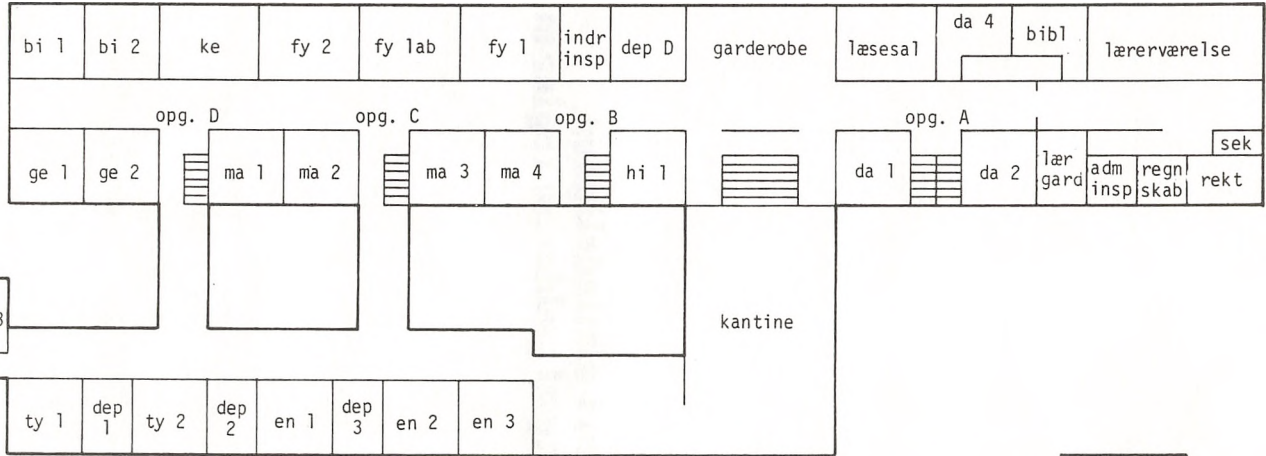 bi 1 bi 2 ke fy 2 fy lab fy 1 indr insp dep D garderobe læsesal da 4 bibl lærerværelse
opg. D opg. C opg. B opg. A
ge 1 ge 2 ma 1 ma 2 ma 3 ma 4 hi 1 da 1 da 2 lær gard adm insp regn skab rekt sek
3
kantine
ty 1 dep 1 ty 2 dep 2 en 1 dep 3 en 2 en 3